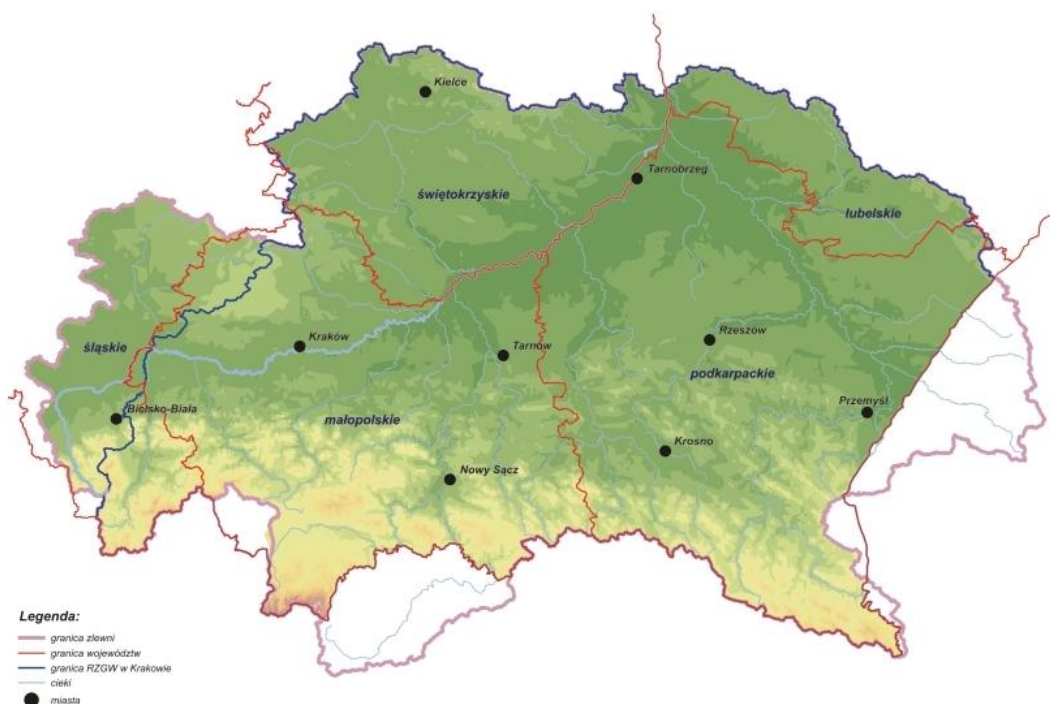 Kielce
świętokrzyskie
Tarnobrzeg
lubelskie
śląskie
Kraków
Tarnów
Rzeszów
podkarpackie
Bielsko-Biała
małopolskie
Przemyśl
Krosno
Nowy Sącz
Legenda:
granica zlewni
granica województw
granica RZGW w Krakowie
cieki
miasta